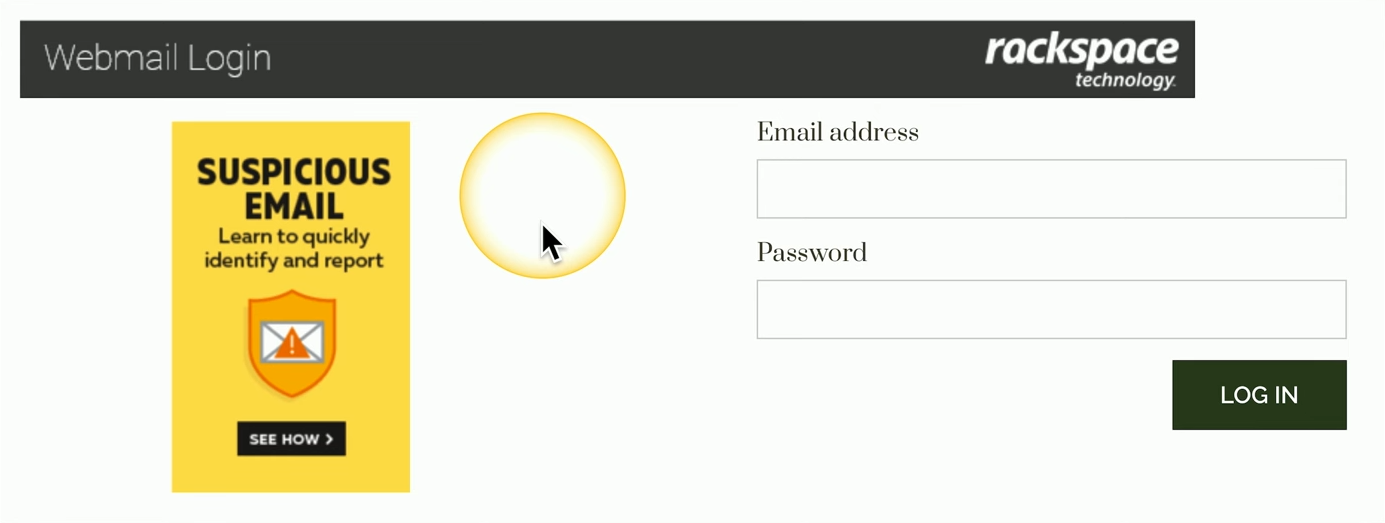 Webmail Login
rackspace
technology.
SUSPICIOUS
EMAIL
Learn to quickly
identify and report
SEE HOW >
Email address
Password
LOG IN